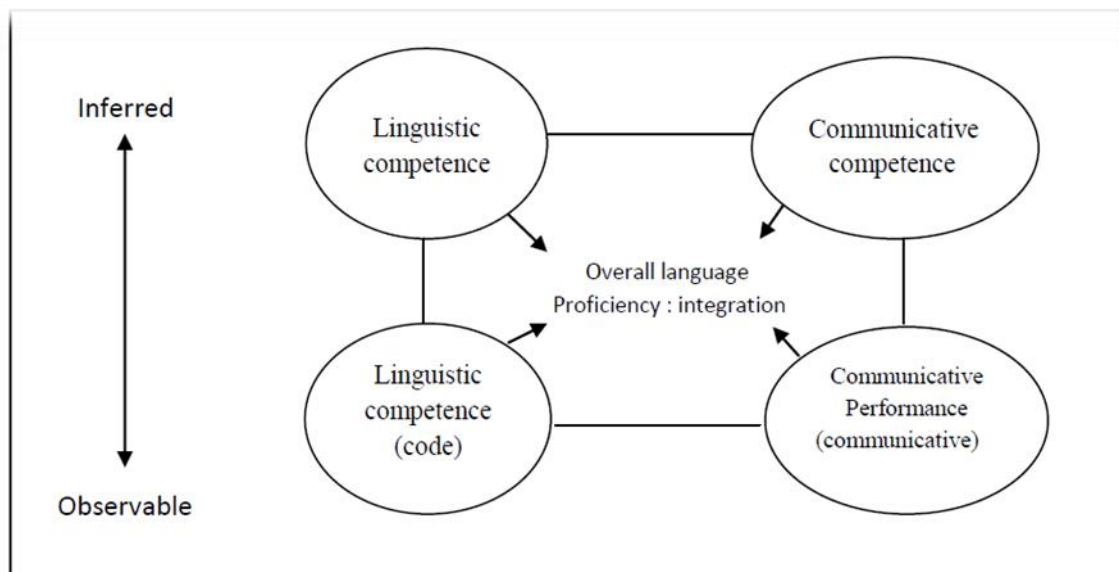 Inferred
Linguistic
competence
Communicative
competence
Overall language
Proficiency : integration
Linguistic
competence
(code)
Communicative
Performance
(communicative)
Observable